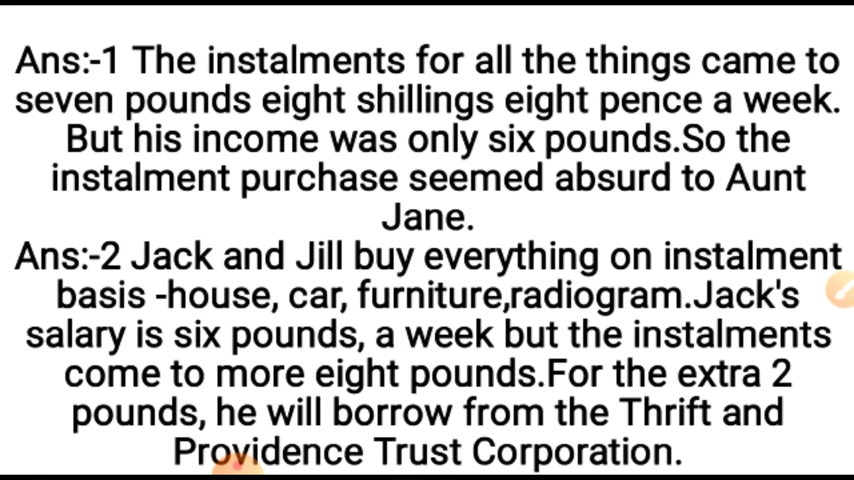 Ans:-1 The instalments for all the things came to
seven pounds eight shillings eight pence a week.
But his income was only six pounds.So the
instalment purchase seemed absurd to Aunt
Jane.
Ans:-2 Jack and Jill buy everything on instalment
basis -house, car, furniture,radiogram.Jack's
salary is six pounds, a week but the instalments
come to more eight pounds.For the extra 2
pounds, he will borrow from the Thrift and
Providence Trust Corporation.